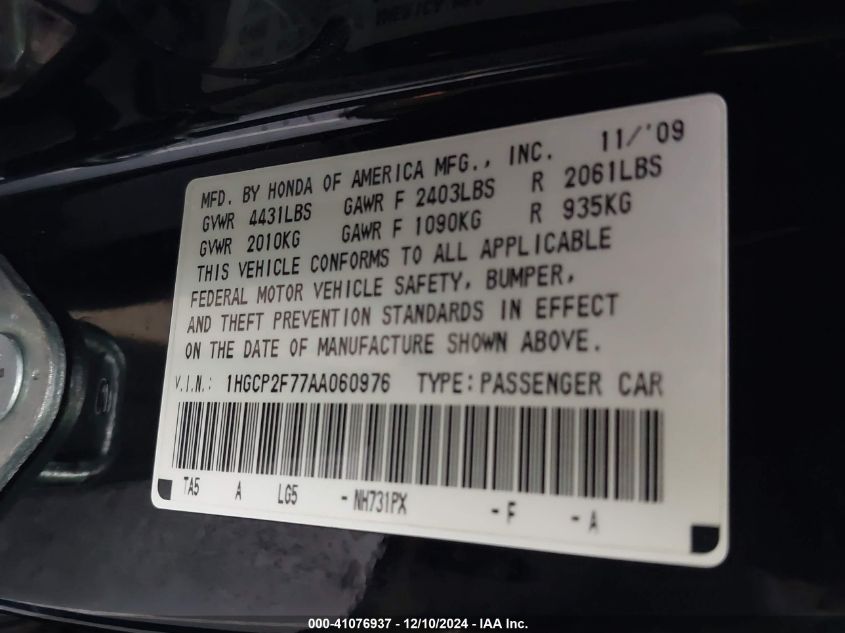 MFD. BY HONDA OF AMERICA MFG., INC. 11/'09
GVWR 4431LBS GAWR F 2403LBS R 2061LBS
GVWR 2010KG GAWR F 1090KG R 935KG
THIS VEHICLE CONFORMS TO ALL APPLICABLE
FEDERAL MOTOR VEHICLE SAFETY, BUMPER,
AND THEFT PREVENTION STANDARDS IN EFFECT
ON THE DATE OF MANUFACTURE SHOWN ABOVE.
V.I.N.: 1HGCP2F77AA060976 TYPE: PASSENGER CAR
TA5 A LG5 - NH731PX - F - A
000-41076937 - 12/10/2024 - IAA Inc.